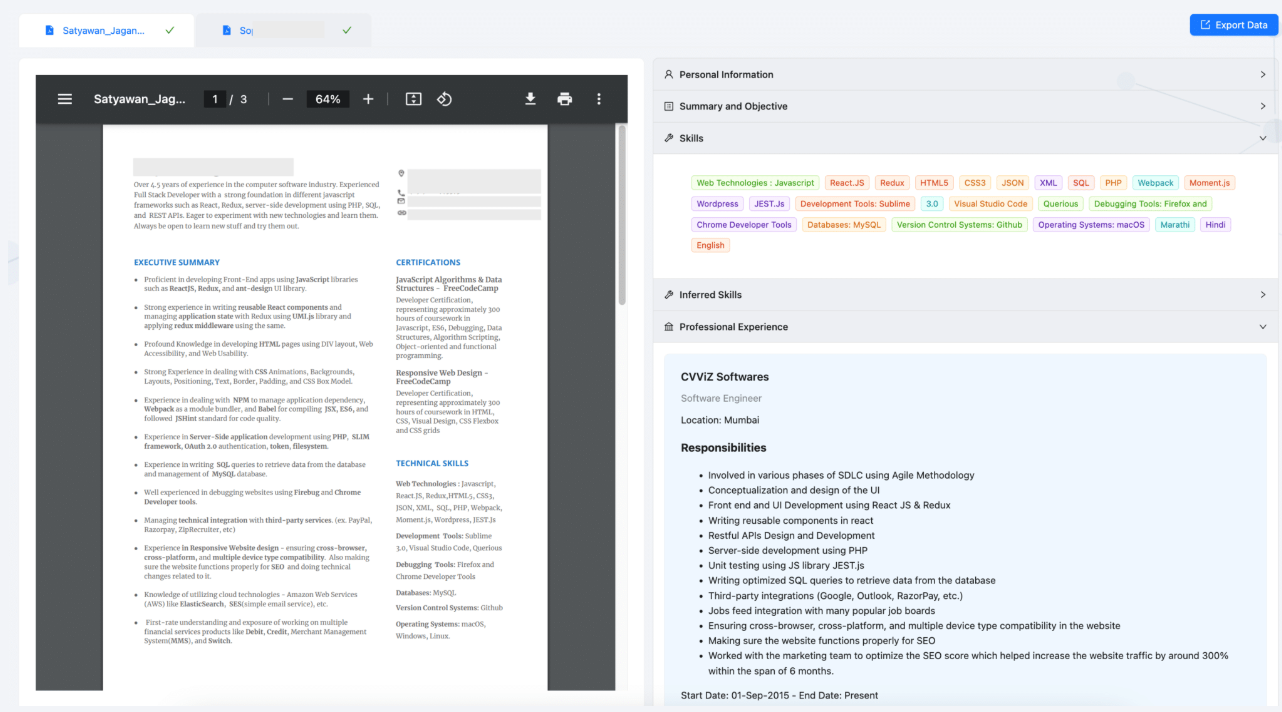 Satyawan_Jagan...
Sop
Export Data
Satyawan_Jag...
1 / 3
64%
Over 4.5 years of experience in the computer software industry. Experienced
Full Stack Developer with a strong foundation in different javascript
frameworks such as React, Redux, server-side development using PHP, SQL,
and REST APIs. Eager to experiment with new technologies and learn them.
Always be open to learn new stuff and try them out.
EXECUTIVE SUMMARY
• Proficient in developing Front-End apps using JavaScript libraries
such as ReactJS, Redux, and ant-design UI library.
• Strong experience in writing reusable React components and
managing application state with Redux using UMI.js library and
applying redux middleware using the same.
• Profound Knowledge in developing HTML pages using DIV layout, Web
Accessibility, and Web Usability.
• Strong Experience in dealing with CSS Animations, Backgrounds,
Layouts, Positioning, Text, Border, Padding, and CSS Box Model.
• Experience in dealing with NPM to manage application dependency,
Webpack as a module bundler, and Babel for compiling JSX, ES6, and
followed JSHint standard for code quality.
• Experience in Server-Side application development using PHP, SLIM
framework, OAuth 2.0 authentication, token, filesystem.
• Experience in writing SQL queries to retrieve data from the database
and management of MySQL database.
• Well experienced in debugging websites using Firebug and Chrome
Developer tools.
• Managing technical integration with third-party services. (ex. PayPal,
Razorpay, ZipRecruiter, etc)
• Experience in Responsive Website design - ensuring cross-browser,
cross-platform, and multiple device type compatibility. Also making
sure the website functions properly for SEO and doing technical
changes related to it.
• Knowledge of utilizing cloud technologies - Amazon Web Services
(AWS) like ElasticSearch, SES(simple email service), etc.
• First-rate understanding and exposure of working on multiple
financial services products like Debit, Credit, Merchant Management
System(MMS), and Switch.
CERTIFICATIONS
JavaScript Algorithms & Data
Structures - FreeCodeCamp
Developer Certification,
representing approximately 300
hours of coursework in
Javascript, ES6, Debugging, Data
Structures, Algorithm Scripting,
Object-oriented and functional
programming.
Responsive Web Design -
FreeCodeCamp
Developer Certification,
representing approximately 300
hours of coursework in HTML,
CSS, Visual Design, CSS Flexbox
and CSS grids
TECHNICAL SKILLS
Web Technologies : Javascript,
React.JS, Redux,HTML5, CSS3,
JSON, XML, SQL, PHP, Webpack,
Moment.js, Wordpress, JEST.Js
Development Tools: Sublime
3.0, Visual Studio Code, Querious
Debugging Tools: Firefox and
Chrome Developer Tools
Databases: MySQL
Version Control Systems: Github
Operating Systems: macOS,
Windows, Linux.
Personal Information
Summary and Objective
Skills
Web Technologies : Javascript React.JS Redux HTML5 CSS3 JSON XML SQL PHP Webpack Moment.js
Wordpress JEST.Js Development Tools: Sublime 3.0 Visual Studio Code Querious Debugging Tools: Firefox and
Chrome Developer Tools Databases: MySQL Version Control Systems: Github Operating Systems: macOS Marathi Hindi
English
Inferred Skills
Professional Experience
CVViZ Softwares
Software Engineer
Location: Mumbai
Responsibilities
• Involved in various phases of SDLC using Agile Methodology
• Conceptualization and design of the UI
• Front end and UI Development using React JS & Redux
• Writing reusable components in react
• Restful APIs Design and Development
• Server-side development using PHP
• Unit testing using JS library JEST.js
• Writing optimized SQL queries to retrieve data from the database
• Third-party integrations (Google, Outlook, RazorPay, etc.)
• Jobs feed integration with many popular job boards
• Ensuring cross-browser, cross-platform, and multiple device type compatibility in the website
• Making sure the website functions properly for SEO
• Worked with the marketing team to optimize the SEO score which helped increase the website traffic by around 300%
within the span of 6 months.
Start Date: 01-Sep-2015 - End Date: Present